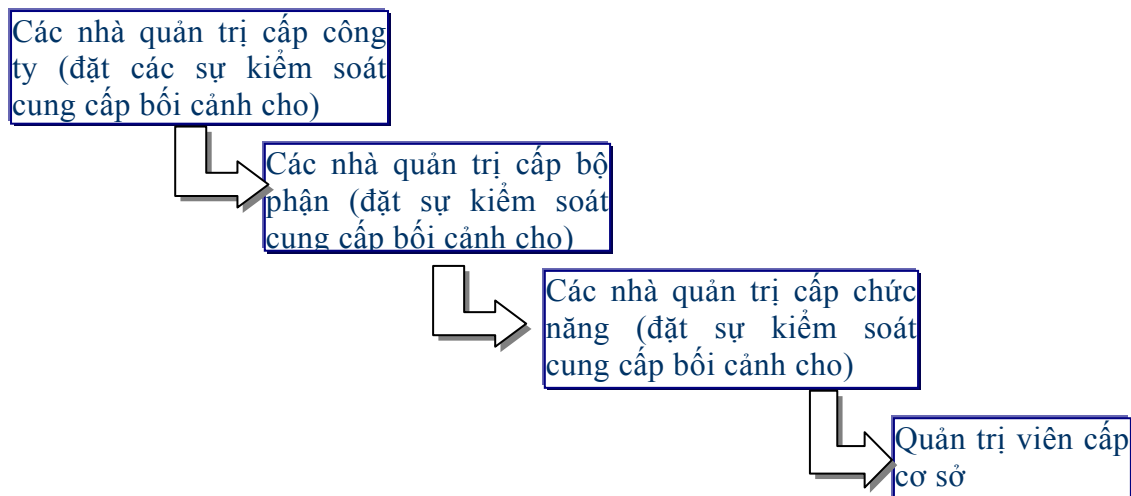 Các nhà quản trị cấp công
ty (đặt các sự kiểm soát
cung cấp bối cảnh cho)
Các nhà quản trị cấp bộ
phận (đặt sự kiểm soát
cung cấp bối cảnh cho)
Các nhà quản trị cấp chức
năng (đặt sự kiểm soát
cung cấp bối cảnh cho)
Quản trị viên cấp
cơ sở